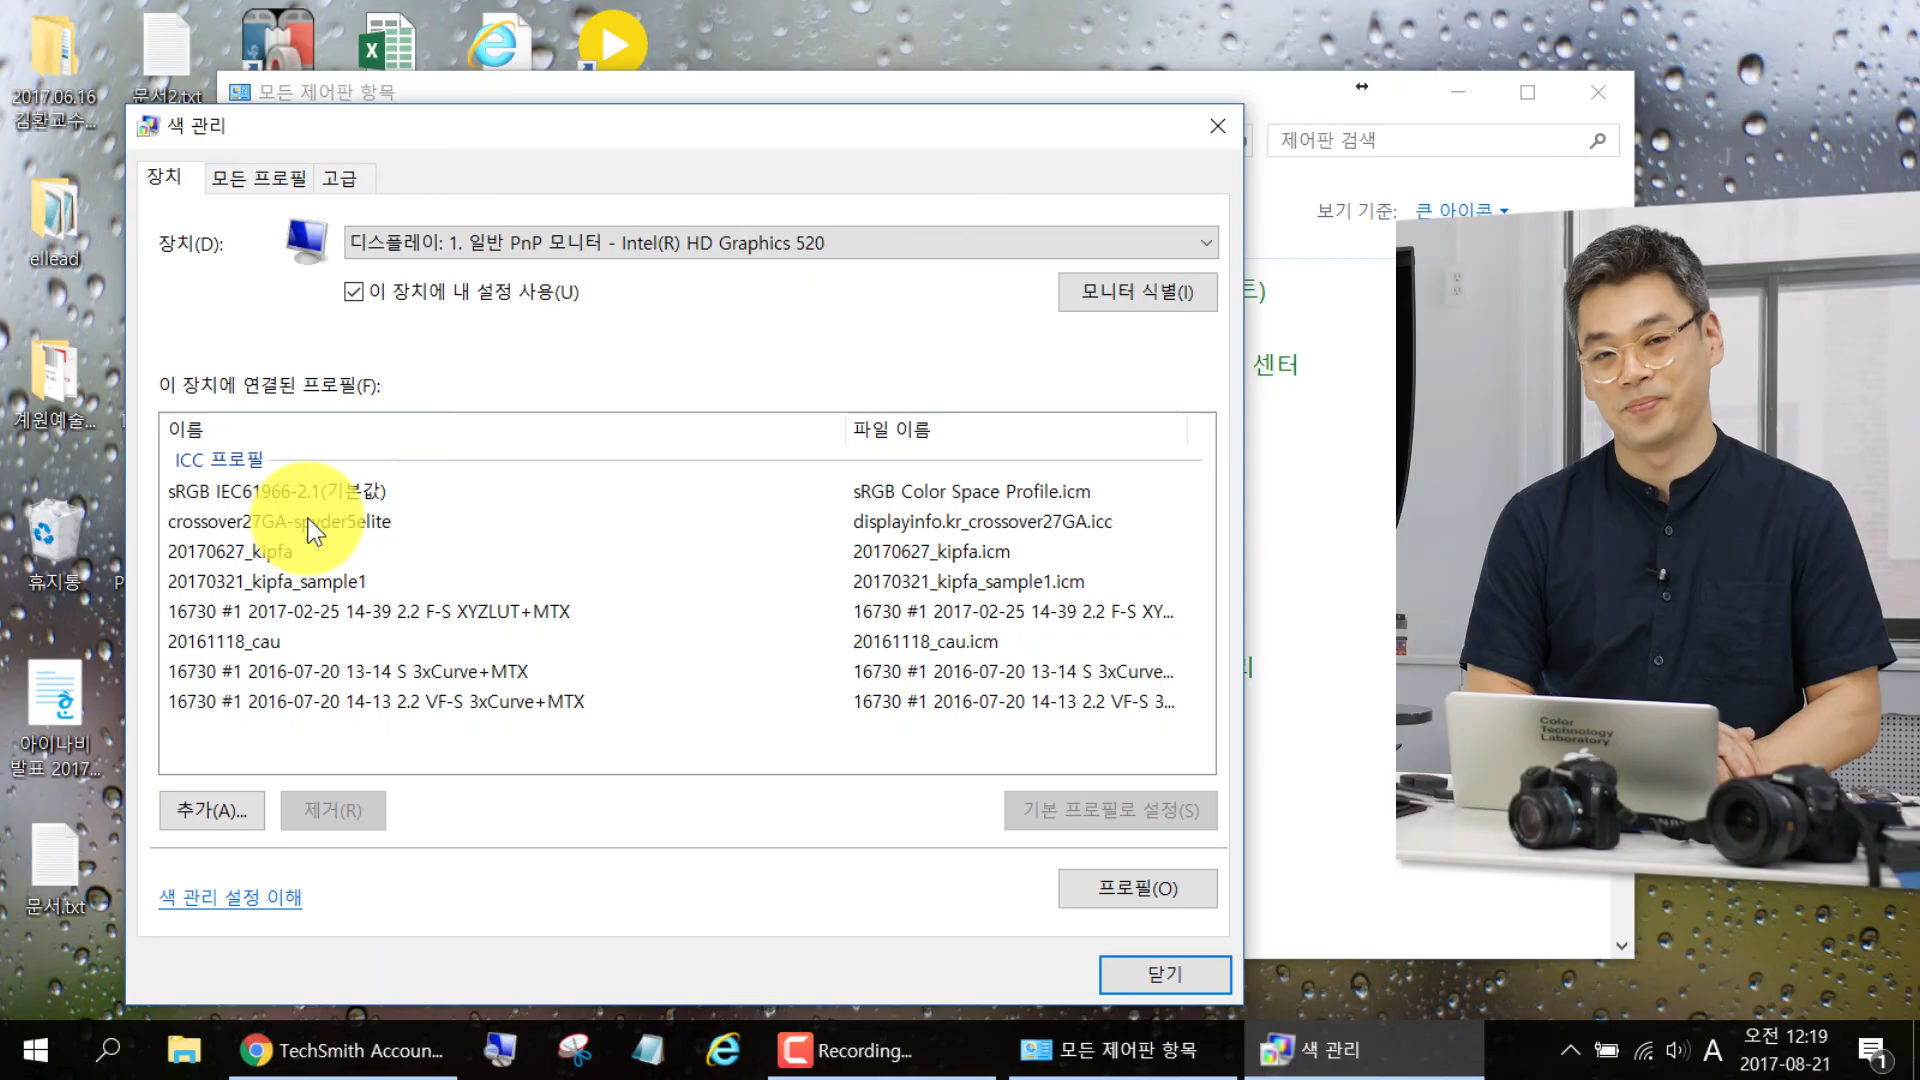 2017.06.16
김환교수...
문서2.txt
ellead
계원예술...
휴지통
P
아이나비
발표 2017...
문서.txt
모든 제어판 항목
제어판 검색
보기 기준: 큰 아이콘
트)
센터
색 관리
장치 모든 프로필 고급
장치(D): 디스플레이: 1. 일반 PnP 모니터 - Intel(R) HD Graphics 520
이 장치에 내 설정 사용(U)
모니터 식별(I)
이 장치에 연결된 프로필(F):
이름 파일 이름
ICC 프로필
sRGB IEC61966-2.1(기본값) sRGB Color Space Profile.icm
crossover27GA-spyder5elite displayinfo.kr_crossover27GA.icc
20170627_kipfa 20170627_kipfa.icm
20170321_kipfa_sample1 20170321_kipfa_sample1.icm
16730 #1 2017-02-25 14-39 2.2 F-S XYZLUT+MTX 16730 #1 2017-02-25 14-39 2.2 F-S XY...
20161118_cau 20161118_cau.icm
16730 #1 2016-07-20 13-14 S 3xCurve+MTX 16730 #1 2016-07-20 13-14 S 3xCurve...
16730 #1 2016-07-20 14-13 2.2 VF-S 3xCurve+MTX 16730 #1 2016-07-20 14-13 2.2 VF-S 3...
추가(A)... 제거(R) 기본 프로필로 설정(S)
색 관리 설정 이해
프로필(O)
닫기
Color
Technology
Laboratory
TechSmith Accoun... Recording... 모든 제어판 항목 색 관리
A
오전 12:19
2017-08-21
1